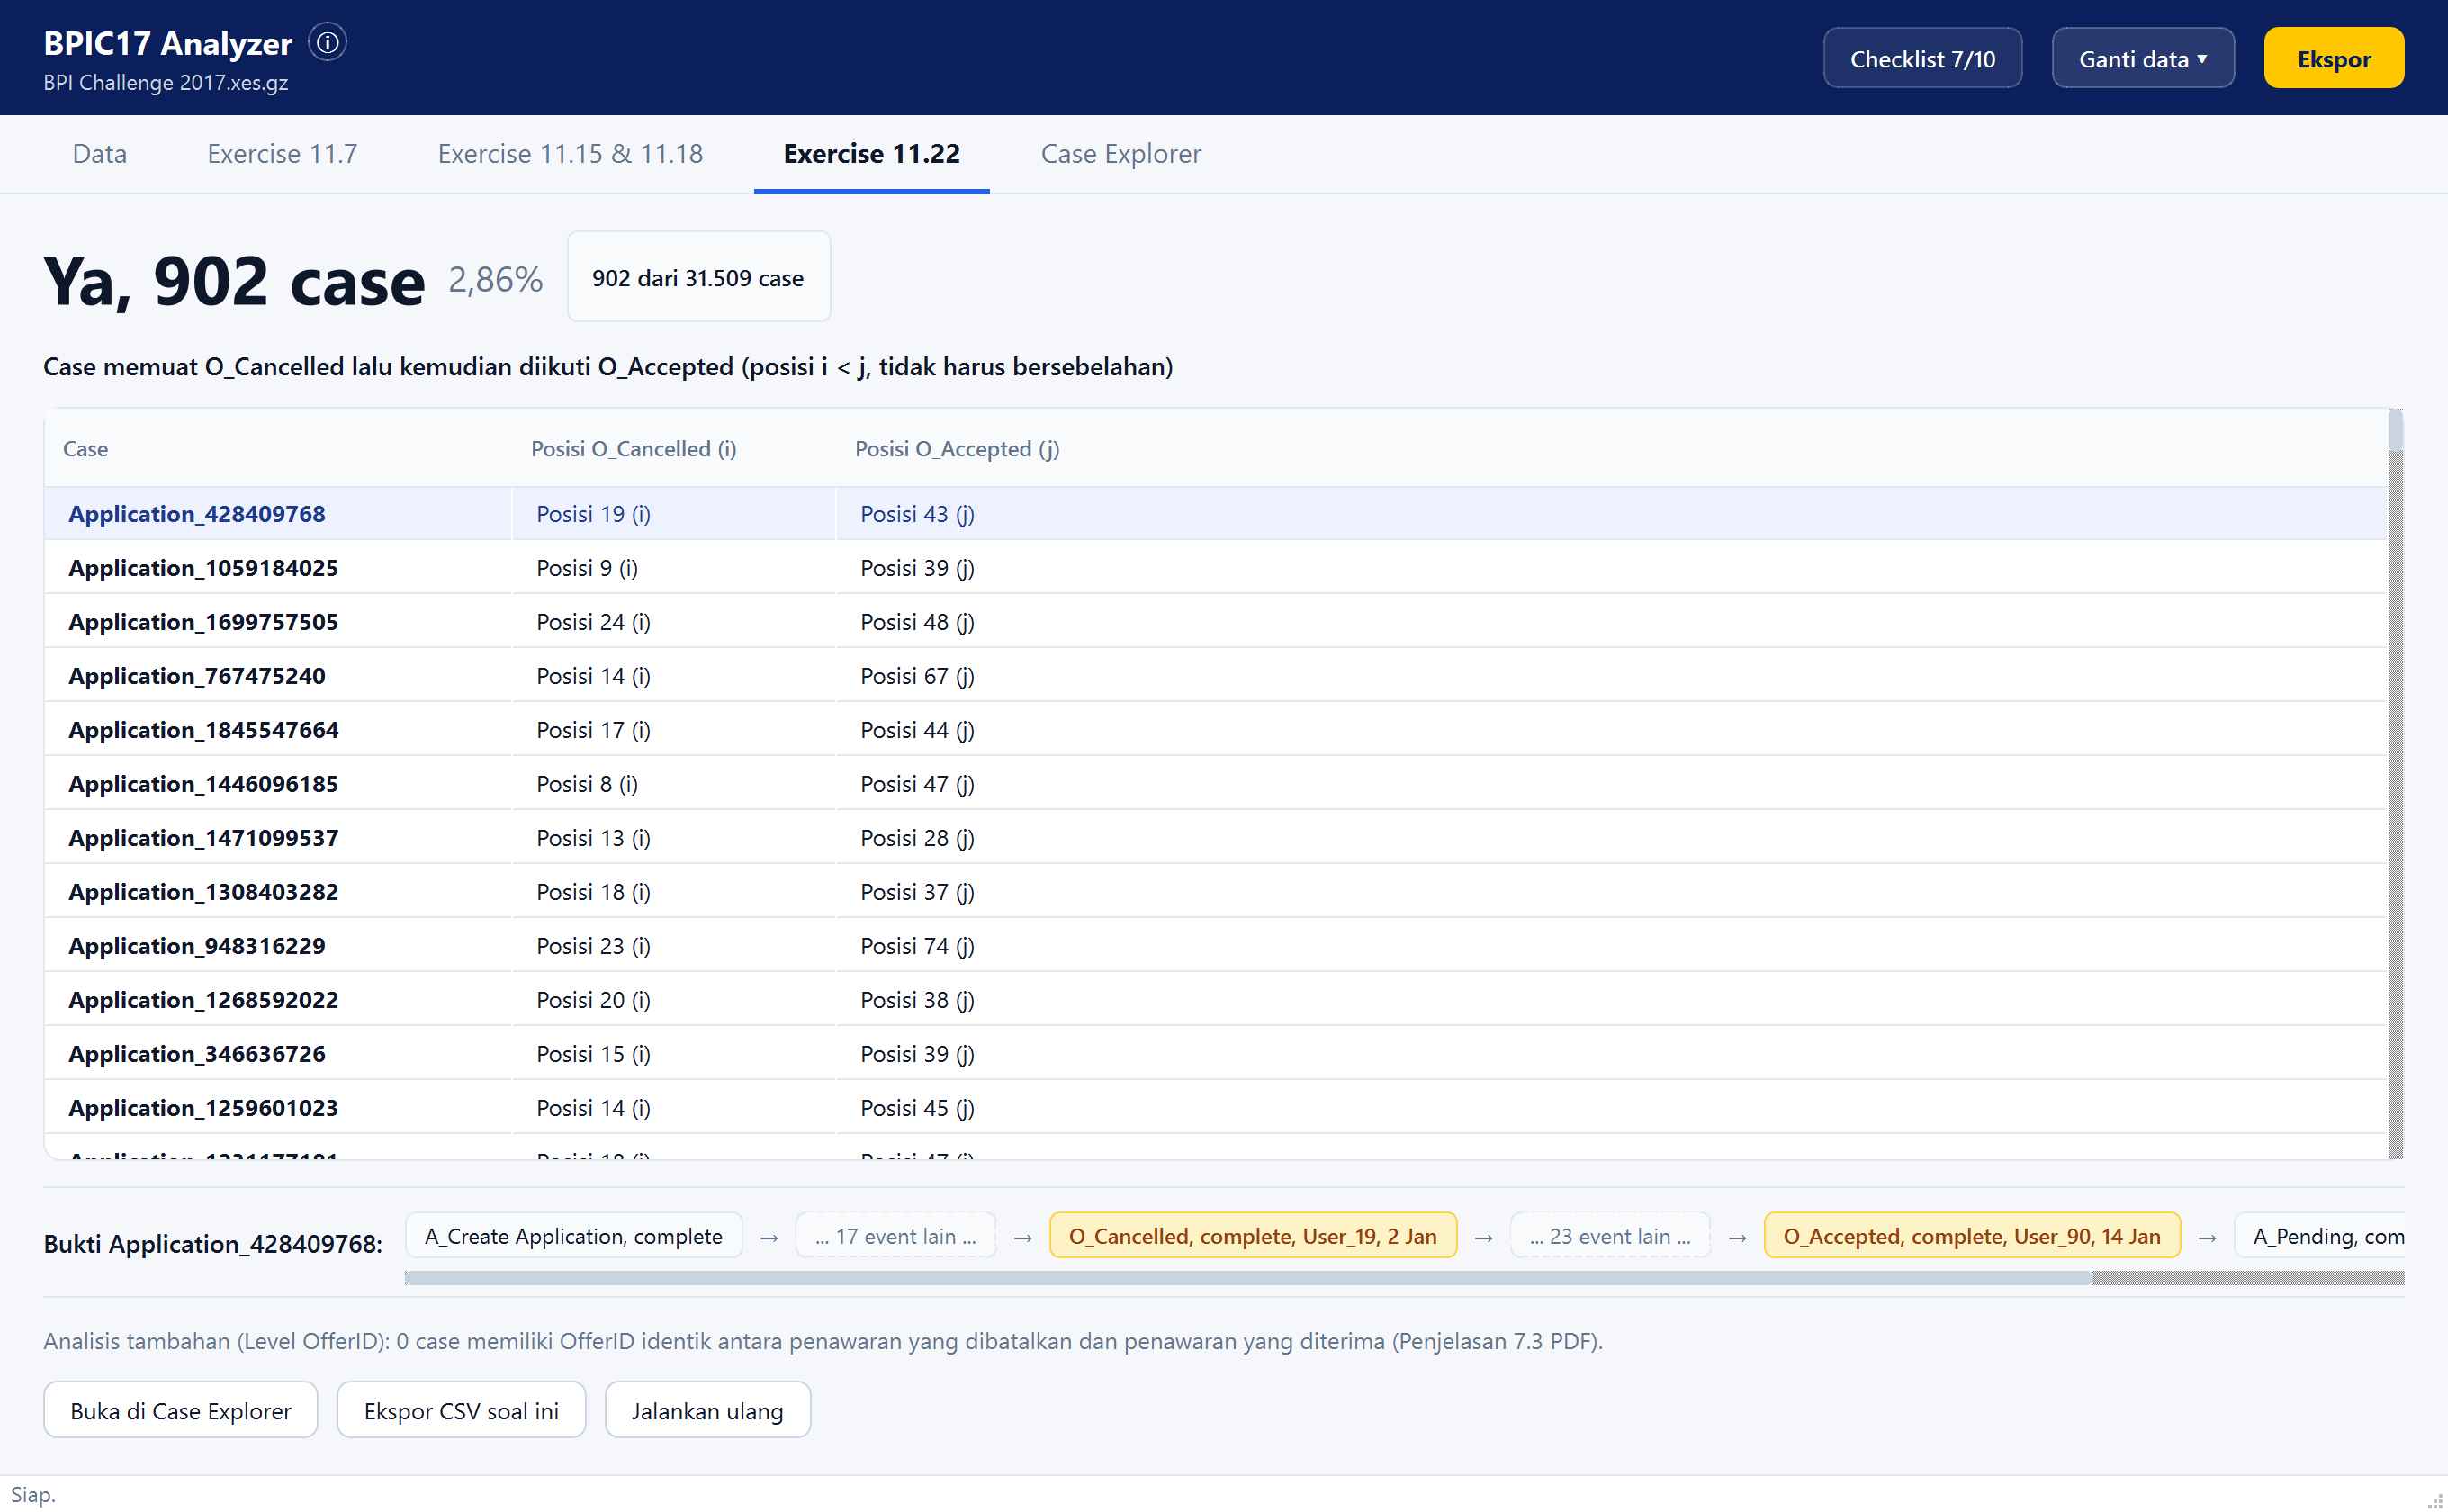 BPIC17 Analyzer ⓘ
BPI Challenge 2017.xes.gz
Checklist 7/10
Ganti data ▾
Ekspor
Data
Exercise 11.7
Exercise 11.15 & 11.18
Exercise 11.22
Case Explorer
Ya, 902 case
2,86%
902 dari 31.509 case
Case memuat O_Cancelled lalu kemudian diikuti O_Accepted (posisi i < j, tidak harus bersebelahan)
Case Posisi O_Cancelled (i) Posisi O_Accepted (j)
Application_428409768 Posisi 19 (i) Posisi 43 (j)
Application_1059184025 Posisi 9 (i) Posisi 39 (j)
Application_1699757505 Posisi 24 (i) Posisi 48 (j)
Application_767475240 Posisi 14 (i) Posisi 67 (j)
Application_1845547664 Posisi 17 (i) Posisi 44 (j)
Application_1446096185 Posisi 8 (i) Posisi 47 (j)
Application_1471099537 Posisi 13 (i) Posisi 28 (j)
Application_1308403282 Posisi 18 (i) Posisi 37 (j)
Application_948316229 Posisi 23 (i) Posisi 74 (j)
Application_1268592022 Posisi 20 (i) Posisi 38 (j)
Application_346636726 Posisi 15 (i) Posisi 39 (j)
Application_1259601023 Posisi 14 (i) Posisi 45 (j)
Bukti Application_428409768: A_Create Application, complete → ... 17 event lain ... → O_Cancelled, complete, User_19, 2 Jan → ... 23 event lain ... → O_Accepted, complete, User_90, 14 Jan → A_Pending, com
Analisis tambahan (Level OfferID): 0 case memiliki OfferID identik antara penawaran yang dibatalkan dan penawaran yang diterima (Penjelasan 7.3 PDF).
Buka di Case Explorer
Ekspor CSV soal ini
Jalankan ulang
Siap.